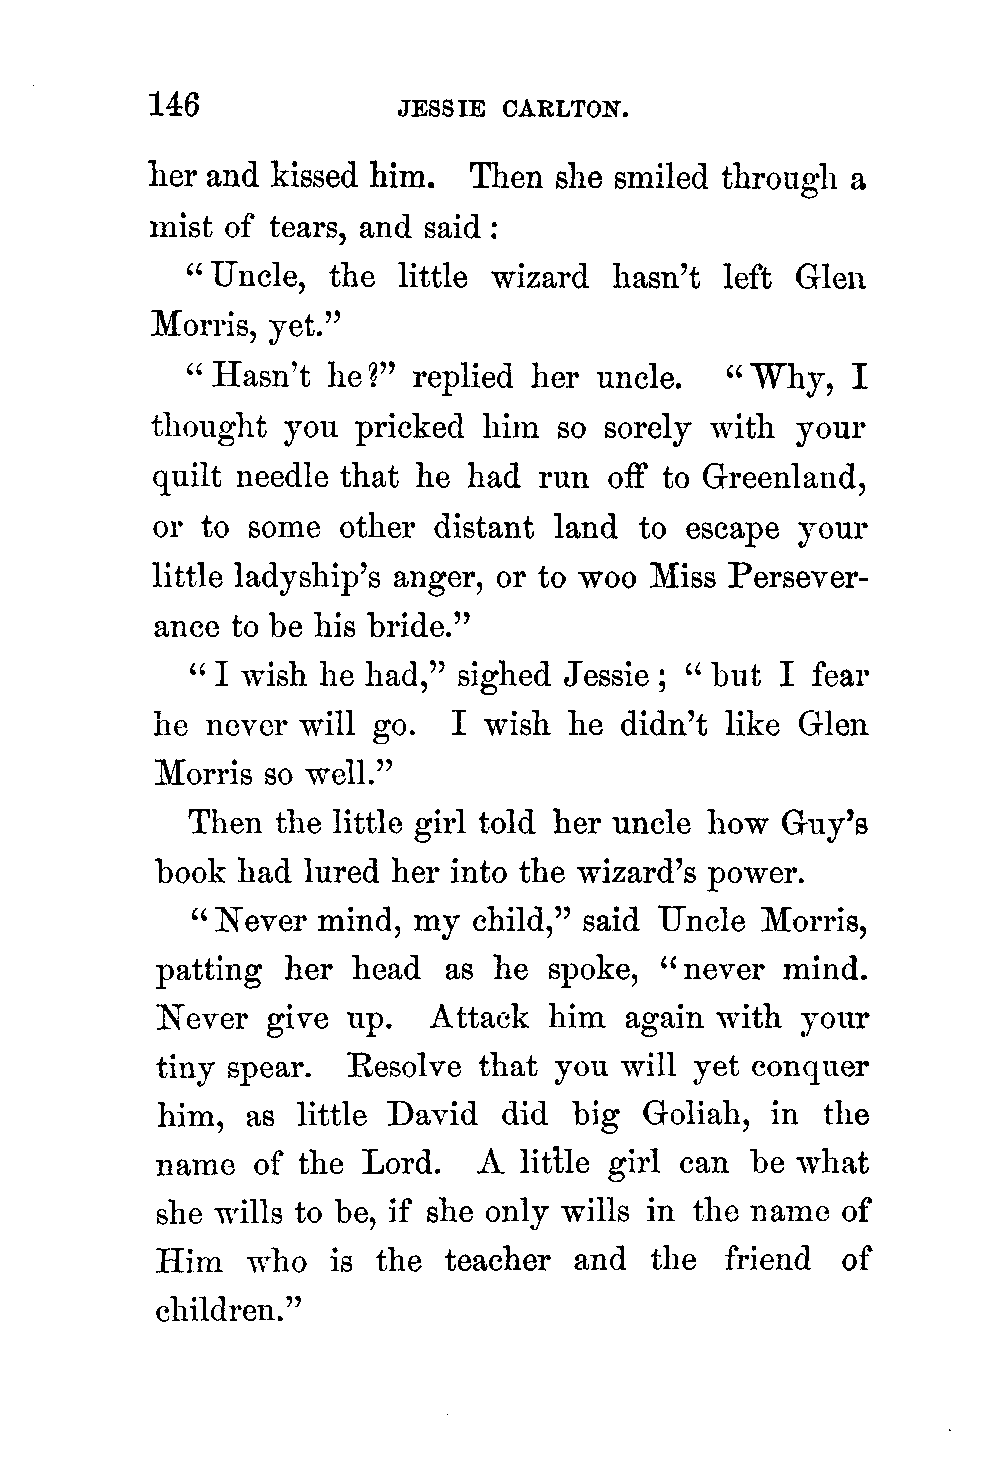 146 JESSIE CARLTON.
her and kissed him. Then she smiled through a
mist of tears, and said:
"Uncle, the little wizard hasn't left Glen
Morris, yet."
"Hasn't he?" replied her uncle. "Why, I
thought you pricked him so sorely with your
quilt needle that he had run off to Greenland,
or to some other distant land to escape your
little ladyship's anger, or to woo Miss Persever-
ance to be his bride."
"I wish he had," sighed Jessie; "but I fear
he never will go. I wish he didn't like Glen
Morris so well."
Then the little girl told her uncle how Guy's
book had lured her into the wizard's power.
"Never mind, my child," said Uncle Morris,
patting her head as he spoke, "never mind.
Never give up. Attack him again with your
tiny spear. Resolve that you will yet conquer
him, as little David did big Goliah, in the
name of the Lord. A little girl can be what
she wills to be, if she only wills in the name of
Him who is the teacher and the friend of
children."